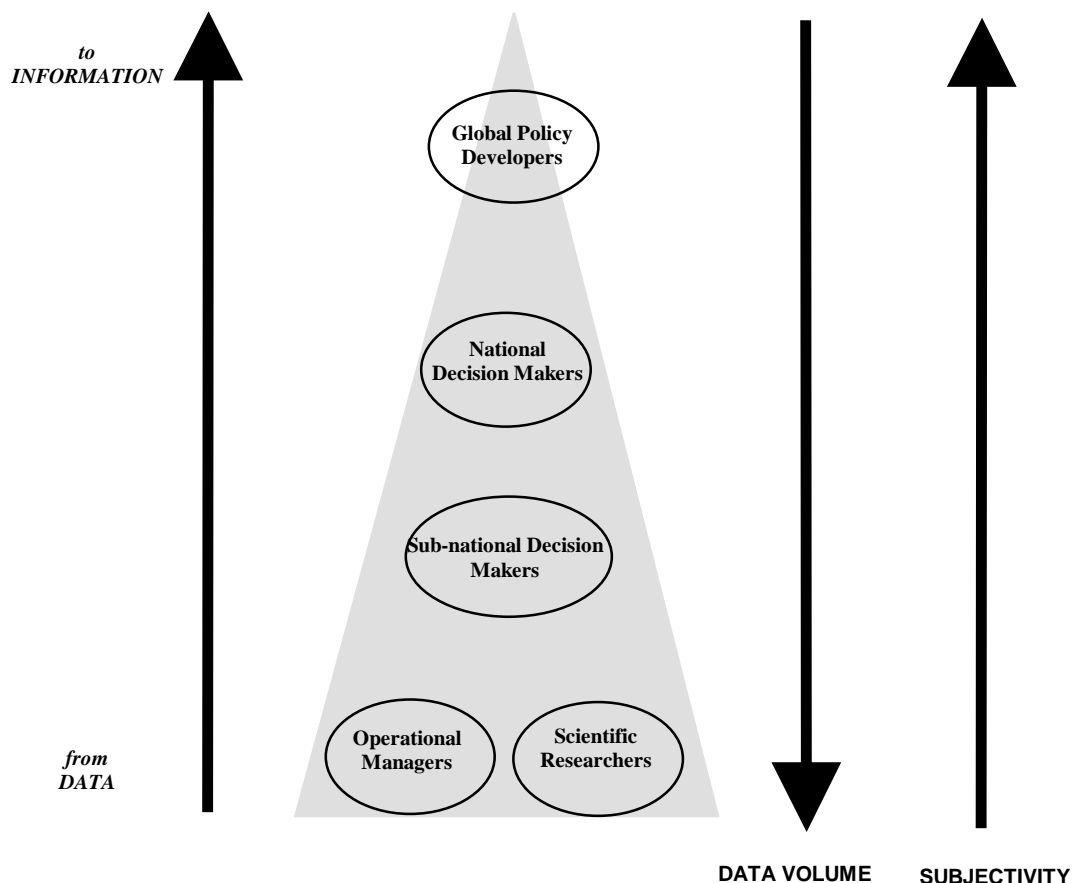 to
INFORMATION
Global Policy
Developers
National
Decision Makers
Sub-national Decision
Makers
Operational
Managers
Scientific
Researchers
from
DATA
DATA VOLUME
SUBJECTIVITY